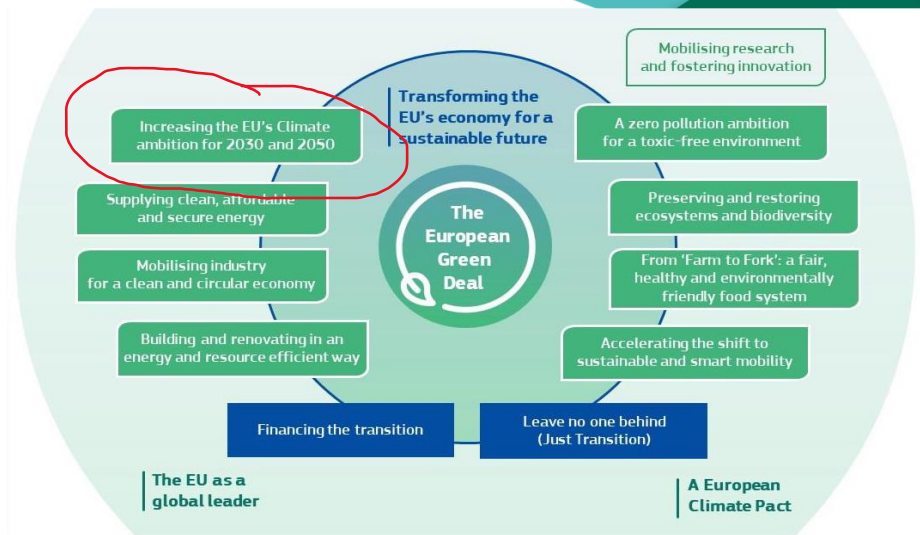 Mobilising research
and fostering innovation
Transforming the
EU's economy for a
sustainable future
Increasing the EU's Climate
ambition for 2030 and 2050
Supplying clean, affordable
and secure energy
Mobilising industry
for a clean and circular economy
Building and renovating in an
energy and resource efficient way
The
European
Green
Deal
A zero pollution ambition
for a toxic-free environment
Preserving and restoring
ecosystems and biodiversity
From 'Farm to Fork': a fair,
healthy and environmentally
friendly food system
Accelerating the shift to
sustainable and smart mobility
Financing the transition
Leave no one behind
(Just Transition)
The EU as a
global leader
A European
Climate Pact